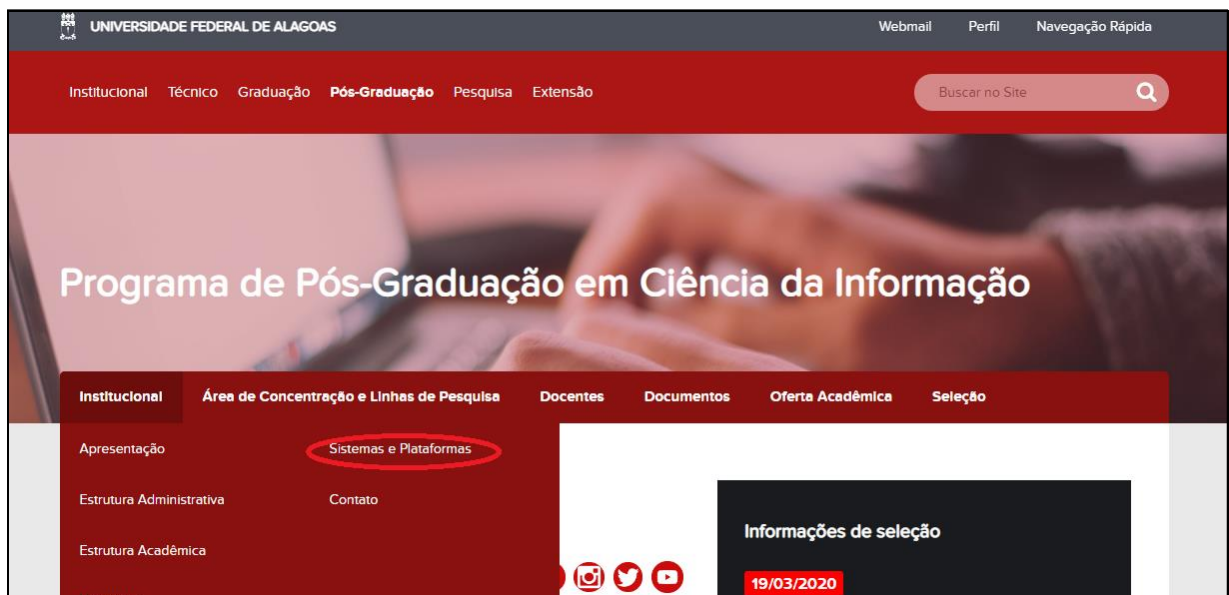 UNIVERSIDADE FEDERAL DE ALAGOAS Webmail Perfil Navegação Rápida
Institucional Técnico Graduação Pós-Graduação Pesquisa Extensão Buscar no Site
Programa de Pós-Graduação em Ciência da Informação
Institucional Área de Concentração e Linhas de Pesquisa Docentes Documentos Oferta Acadêmica Seleção
Apresentação Sistemas e Plataformas
Estrutura Administrativa Contato
Estrutura Acadêmica
Informações de seleção
19/03/2020